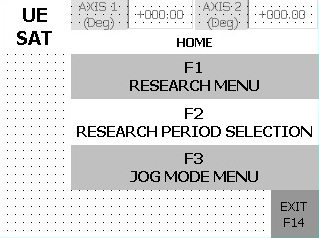 UE
SAT
AXIS 1
(Deg)
+000.00
AXIS 2
(Deg)
+000.00
HOME
F1
RESEARCH MENU
F2
RESEARCH PERIOD SELECTION
F3
JOG MODE MENU
EXIT
F14